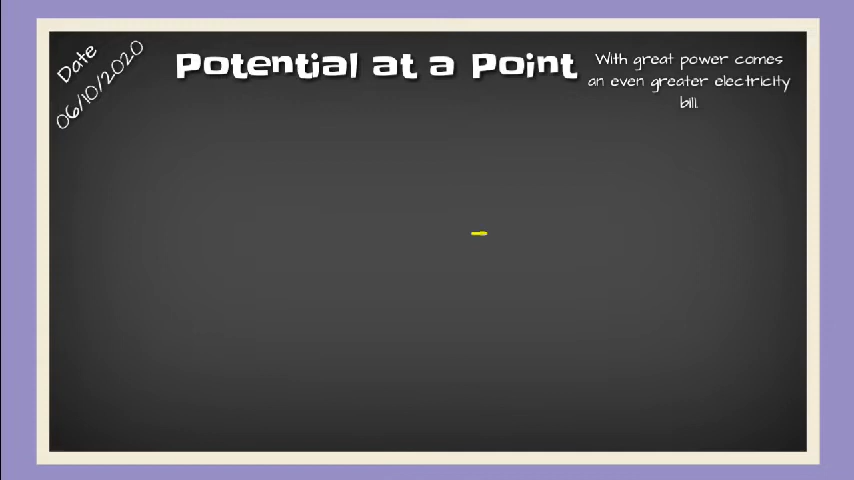 Date
06/10/2020
Potential at a Point
With great power comes
an even greater electricity
bill.